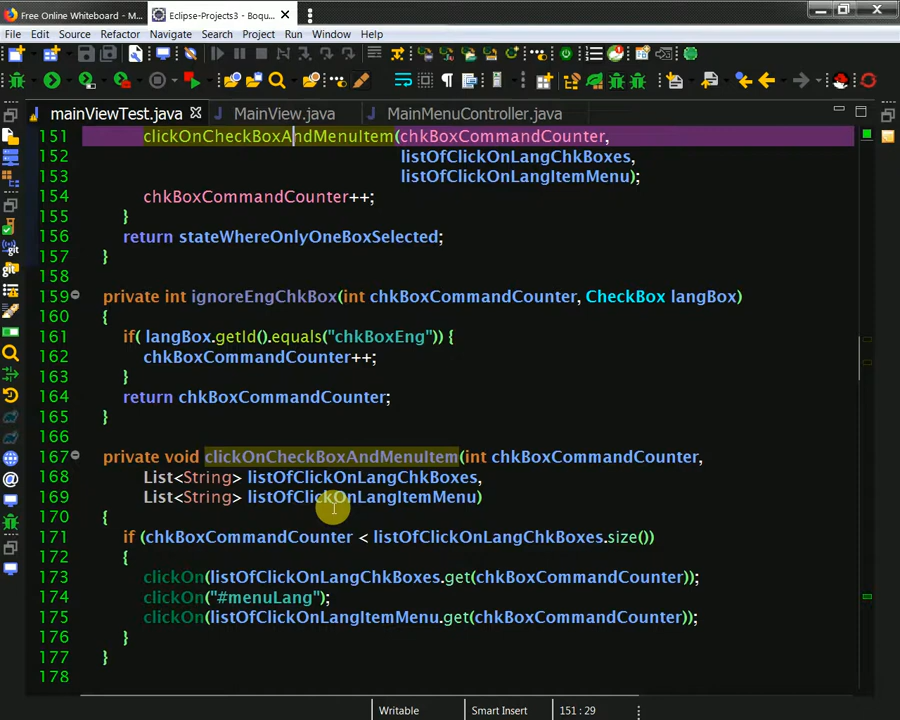 Free Online Whiteboard - M...
Eclipse-Projects3 - Boqu...
File Edit Source Refactor Navigate Search Project Run Window Help
mainViewTest.java MainView.java MainMenuController.java
151 clickOnCheckBoxAndMenuItem(chkBoxCommandCounter,
152 listOfClickOnLangChkBoxes,
153 listOfClickOnLangItemMenu);
154 chkBoxCommandCounter++;
155 }
156 return stateWhereOnlyOneBoxSelected;
157 }
158
159 private int ignoreEngChkBox(int chkBoxCommandCounter, CheckBox langBox)
160 {
161 if( langBox.getId().equals("chkBoxEng")) {
162 chkBoxCommandCounter++;
163 }
164 return chkBoxCommandCounter;
165 }
166
167 private void clickOnCheckBoxAndMenuItem(int chkBoxCommandCounter,
168 List<String> listOfClickOnLangChkBoxes,
169 List<String> listOfClickOnLangItemMenu)
170 {
171 if (chkBoxCommandCounter < listOfClickOnLangChkBoxes.size())
172 {
173 clickOn(listOfClickOnLangChkBoxes.get(chkBoxCommandCounter));
174 clickOn("#menuLang");
175 clickOn(listOfClickOnLangItemMenu.get(chkBoxCommandCounter));
176 }
177 }
178
Writable Smart Insert 151 : 29